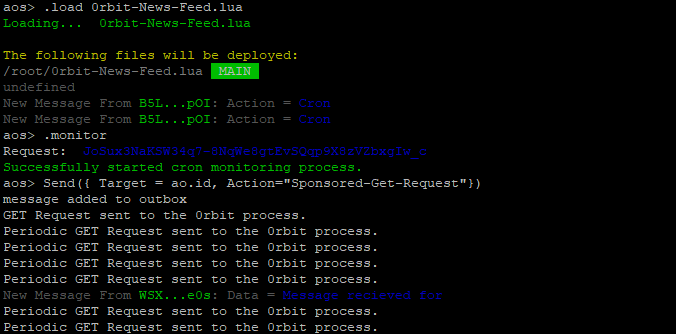 aos> .load 0rbit-News-Feed.lua
Loading...  0rbit-News-Feed.lua
The following files will be deployed:
/root/0rbit-News-Feed.lua  MAIN
undefined
New Message From B5L...pOI: Action = Cron
New Message From B5L...pOI: Action = Cron
aos> .monitor
Request:
Successfully started cron monitoring process.
aos> Send({ Target = ao.id, Action="Sponsored-Get-Request"})
message added to outbox
GET Request sent to the 0rbit process.
Periodic GET Request sent to the 0rbit process.
Periodic GET Request sent to the 0rbit process.
Periodic GET Request sent to the 0rbit process.
Periodic GET Request sent to the 0rbit process.
New Message From WSX...e0s: Data = Message recieved for
Periodic GET Request sent to the 0rbit process.
Periodic GET Request sent to the 0rbit process.